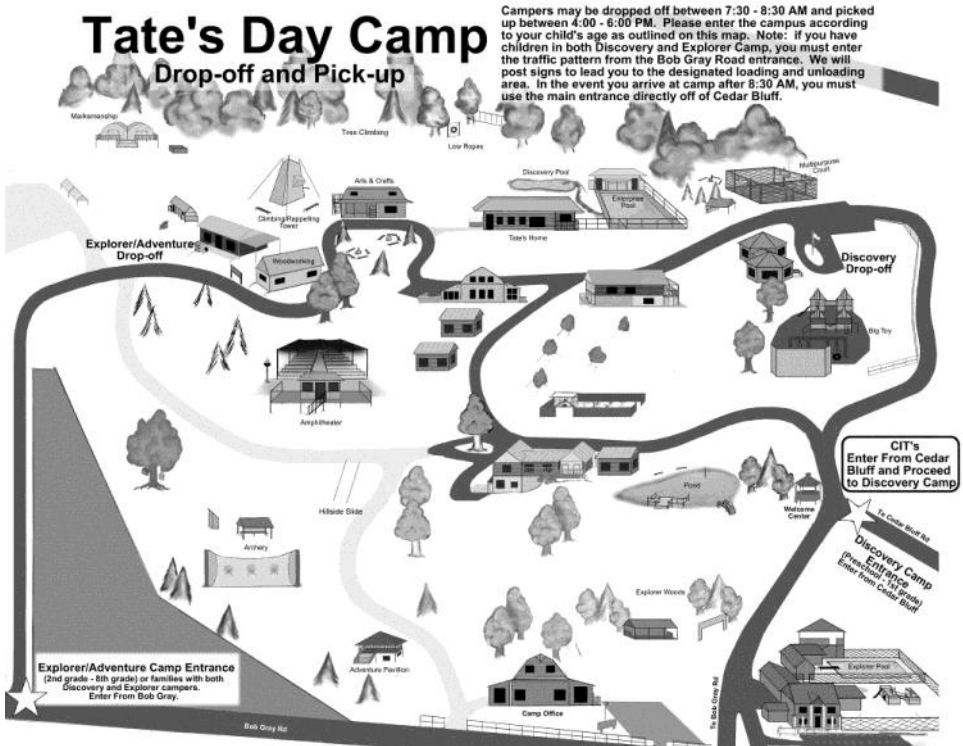 Tate's Day Camp
Drop-off and Pick-up
Campers may be dropped off between 7:30 - 8:30 AM and picked
up between 4:00 - 6:00 PM. Please enter the campus according
to your child's age as outlined on this map. Note: if you have
children in both Discovery and Explorer Camp, you must enter
the traffic pattern from the Bob Gray Road entrance. We will
post signs to lead you to the designated loading and unloading
area. In the event you arrive at camp after 8:30 AM, you must
use the main entrance directly off of Cedar Bluff.
Marksmanship
Tree Climbing
Low Ropes
Multipurpose
Court
Arts & Crafts
Discovery Pool
Enterprise
Pool
Climbing/Rappelling
Tower
Tate's Home
Explorer/Adventure
Drop-off
Woodworking
Discovery
Drop-off
Big Toy
Amphitheater
CIT's
Enter From Cedar
Bluff and Proceed
to Discovery Camp
Pond
Welcome
Center
Hillside Slide
To Cedar Bluff Rd
Archery
Discovery Camp
Entrance
(Preschool - 1st grade)
Enter from Cedar Bluff
Explorer Woods
Explorer/Adventure Camp Entrance
(2nd grade - 8th grade) or families with both
Discovery and Explorer campers.
Enter From Bob Gray.
Adventure Pavilion
Explorer Pool
Camp Office
To Bob Gray Rd
Bob Gray Rd